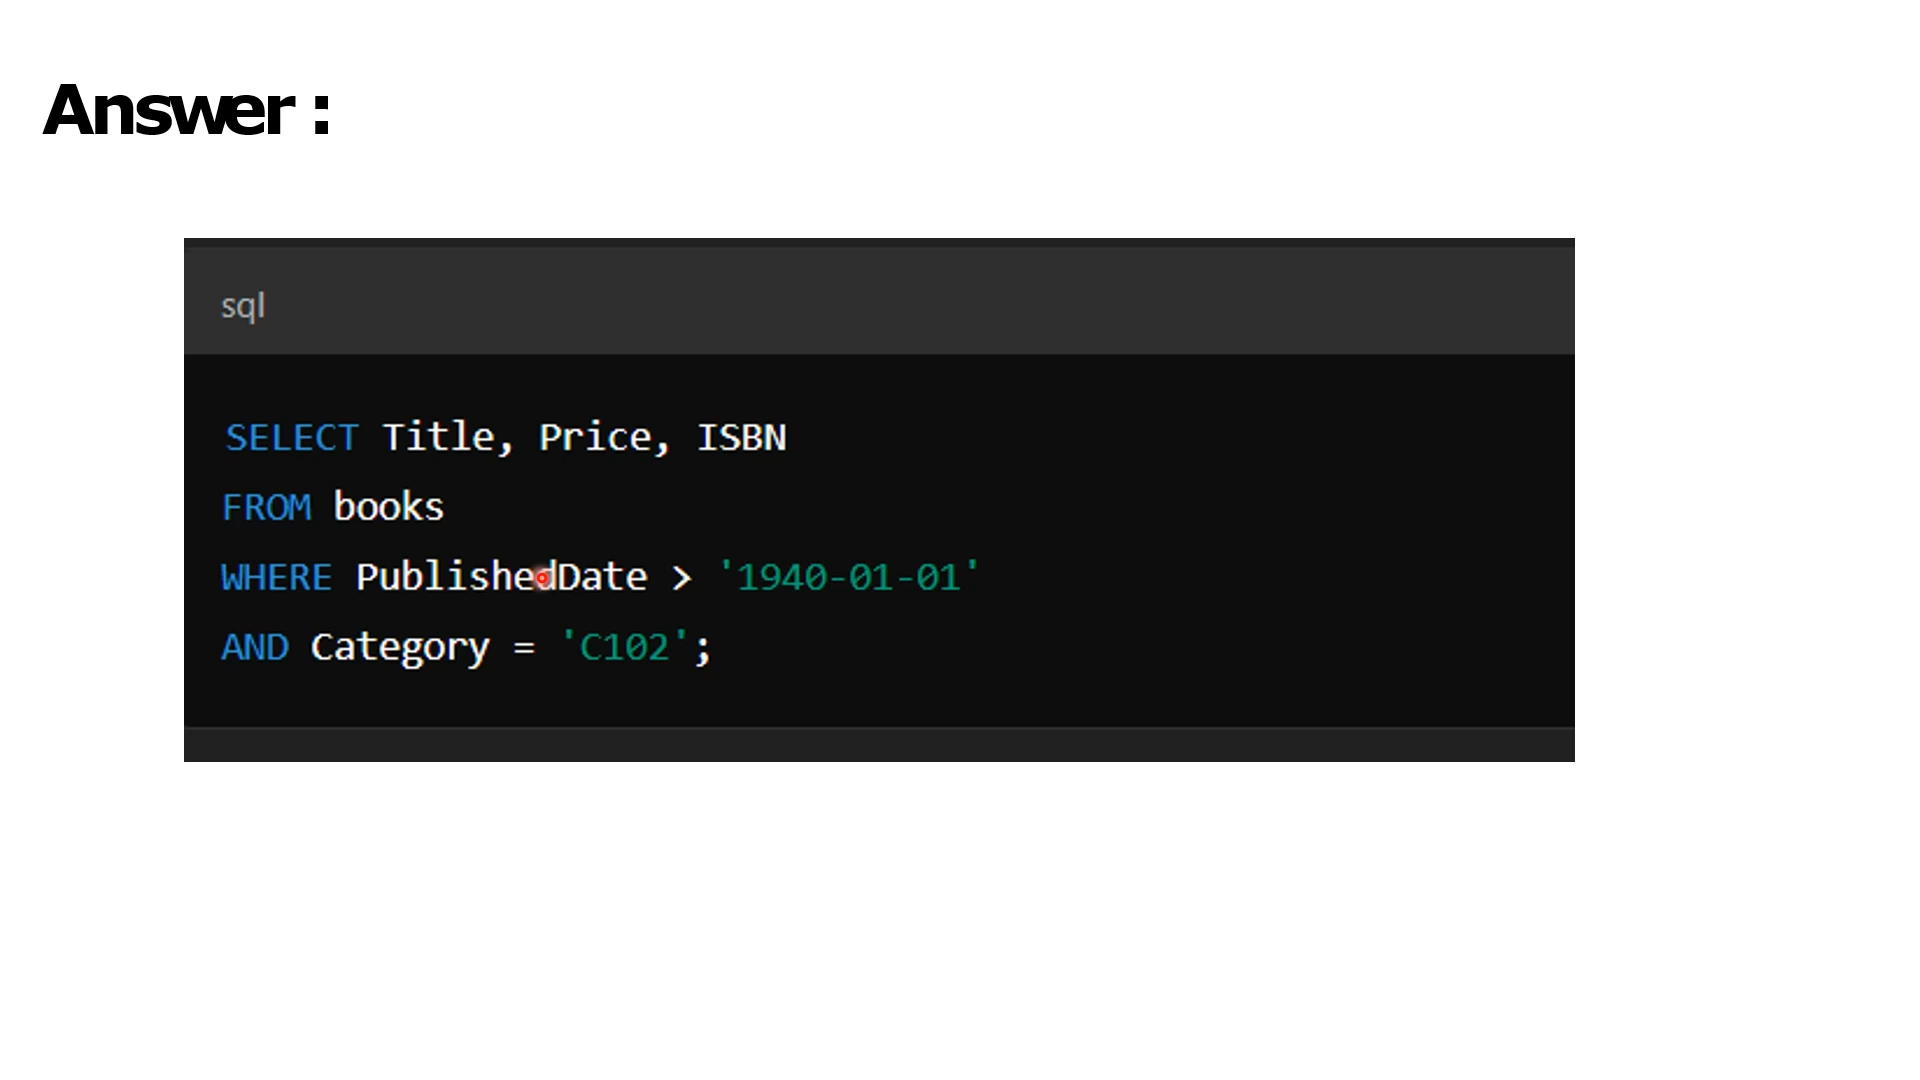 Answer :
sql
SELECT Title, Price, ISBN
FROM books
WHERE PublishedDate > '1940-01-01'
AND Category = 'C102';